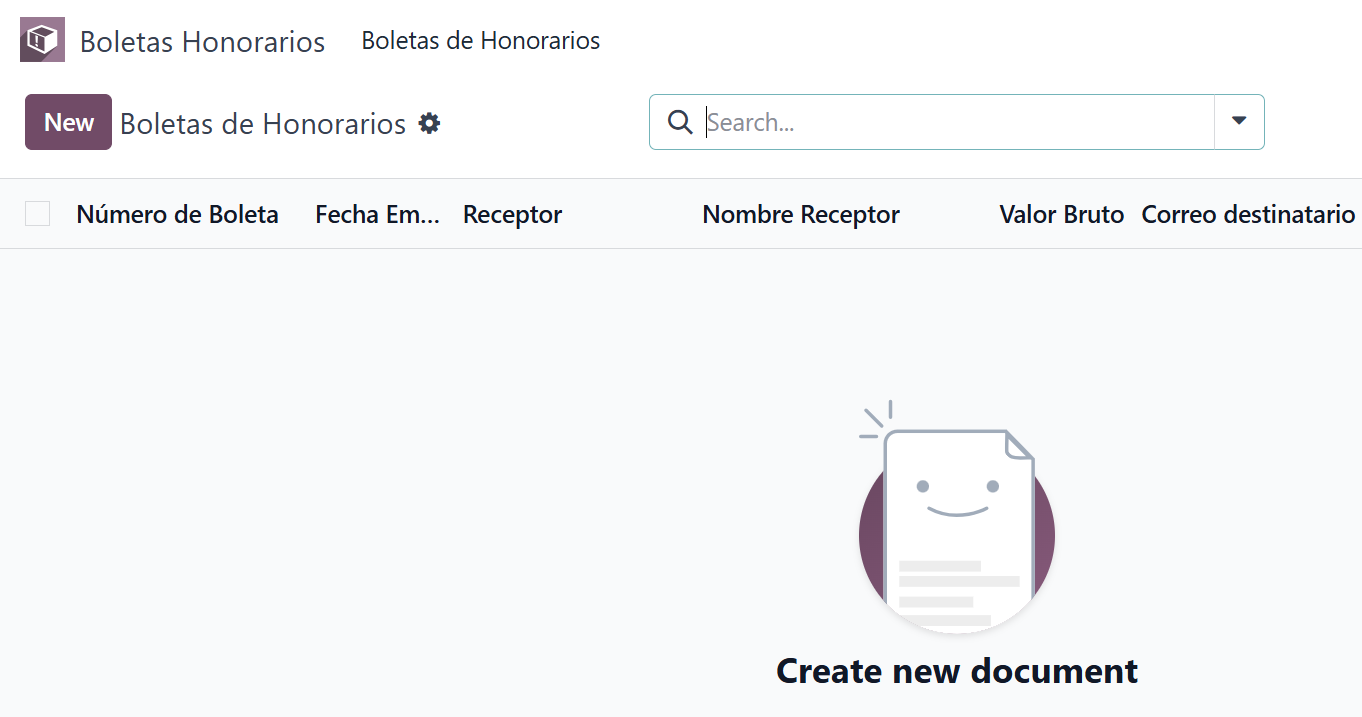 Boletas Honorarios Boletas de Honorarios
New Boletas de Honorarios Search...
Número de Boleta Fecha Em... Receptor Nombre Receptor Valor Bruto Correo destinatario
Create new document